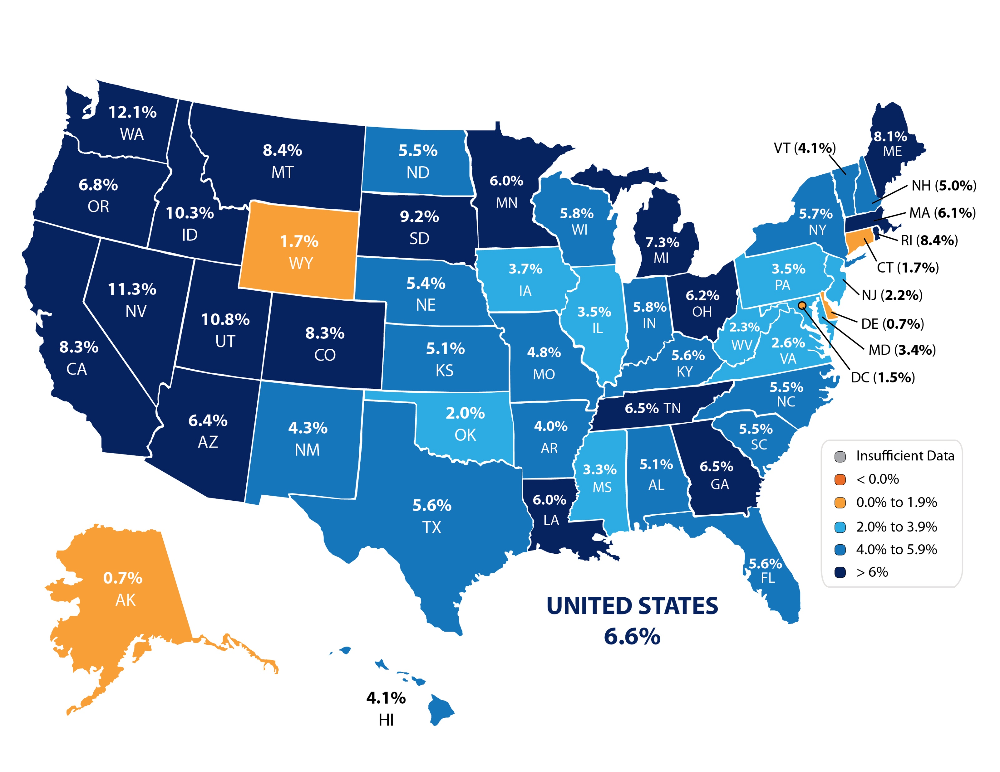 12.1%
WA
6.8%
OR
10.3%
ID
8.4%
MT
5.5%
ND
6.0%
MN
9.2%
SD
1.7%
WY
5.8%
WI
7.3%
MI
8.1%
ME
VT (4.1%)
NH (5.0%)
MA (6.1%)
RI (8.4%)
CT (1.7%)
NJ (2.2%)
DE (0.7%)
MD (3.4%)
DC (1.5%)
5.7%
NY
3.5%
PA
3.7%
IA
5.4%
NE
11.3%
NV
10.8%
UT
8.3%
CO
8.3%
CA
5.1%
KS
4.8%
MO
3.5%
IL
5.8%
IN
6.2%
OH
2.3%
WV
2.6%
VA
5.6%
KY
5.5%
NC
6.5% TN
5.5%
SC
6.4%
AZ
4.3%
NM
2.0%
OK
4.0%
AR
3.3%
MS
5.1%
AL
6.5%
GA
6.0%
LA
5.6%
TX
5.6%
FL
0.7%
AK
4.1%
HI
UNITED STATES
6.6%
Insufficient Data
< 0.0%
0.0% to 1.9%
2.0% to 3.9%
4.0% to 5.9%
> 6%